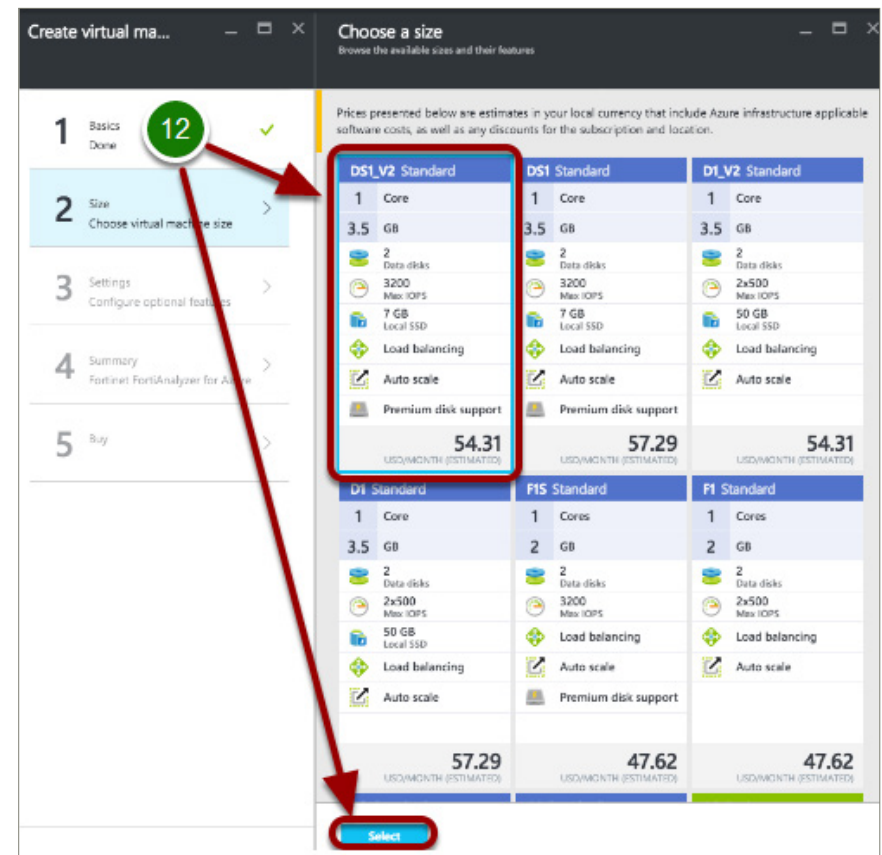 Create virtual ma...
Choose a size
Browse the available sizes and their features
1
Basics
Done
12
2
Size
Choose virtual machine size
3
Settings
Configure optional features
4
Summary
Fortinet FortiAnalyzer for Azure
5
Buy
Prices presented below are estimates in your local currency that include Azure infrastructure applicable
software costs, as well as any discounts for the subscription and location.
DS1_V2 Standard
1 Core
3.5 GB
2
Data disks
3200
Max IOPS
7 GB
Local SSD
Load balancing
Auto scale
Premium disk support
54.31
USD/MONTH (ESTIMATED)
DS1 Standard
1 Core
3.5 GB
2
Data disks
3200
Max IOPS
7 GB
Local SSD
Load balancing
Auto scale
Premium disk support
57.29
USD/MONTH (ESTIMATED)
D1_V2 Standard
1 Core
3.5 GB
2
Data disks
2x500
Max IOPS
50 GB
Local SSD
Load balancing
Auto scale
54.31
USD/MONTH (ESTIMATED)
D1 Standard
1 Core
3.5 GB
2
Data disks
2x500
Max IOPS
50 GB
Local SSD
Load balancing
Auto scale
57.29
USD/MONTH (ESTIMATED)
F1S Standard
1 Cores
2 GB
2
Data disks
3200
Max IOPS
Load balancing
Auto scale
Premium disk support
47.62
USD/MONTH (ESTIMATED)
F1 Standard
1 Cores
2 GB
2
Data disks
2x500
Max IOPS
Load balancing
Auto scale
47.62
USD/MONTH (ESTIMATED)
Select